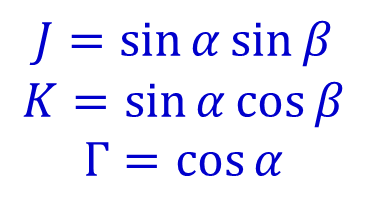 J = sin α sin β
K = sin α cos β
Γ = cos α